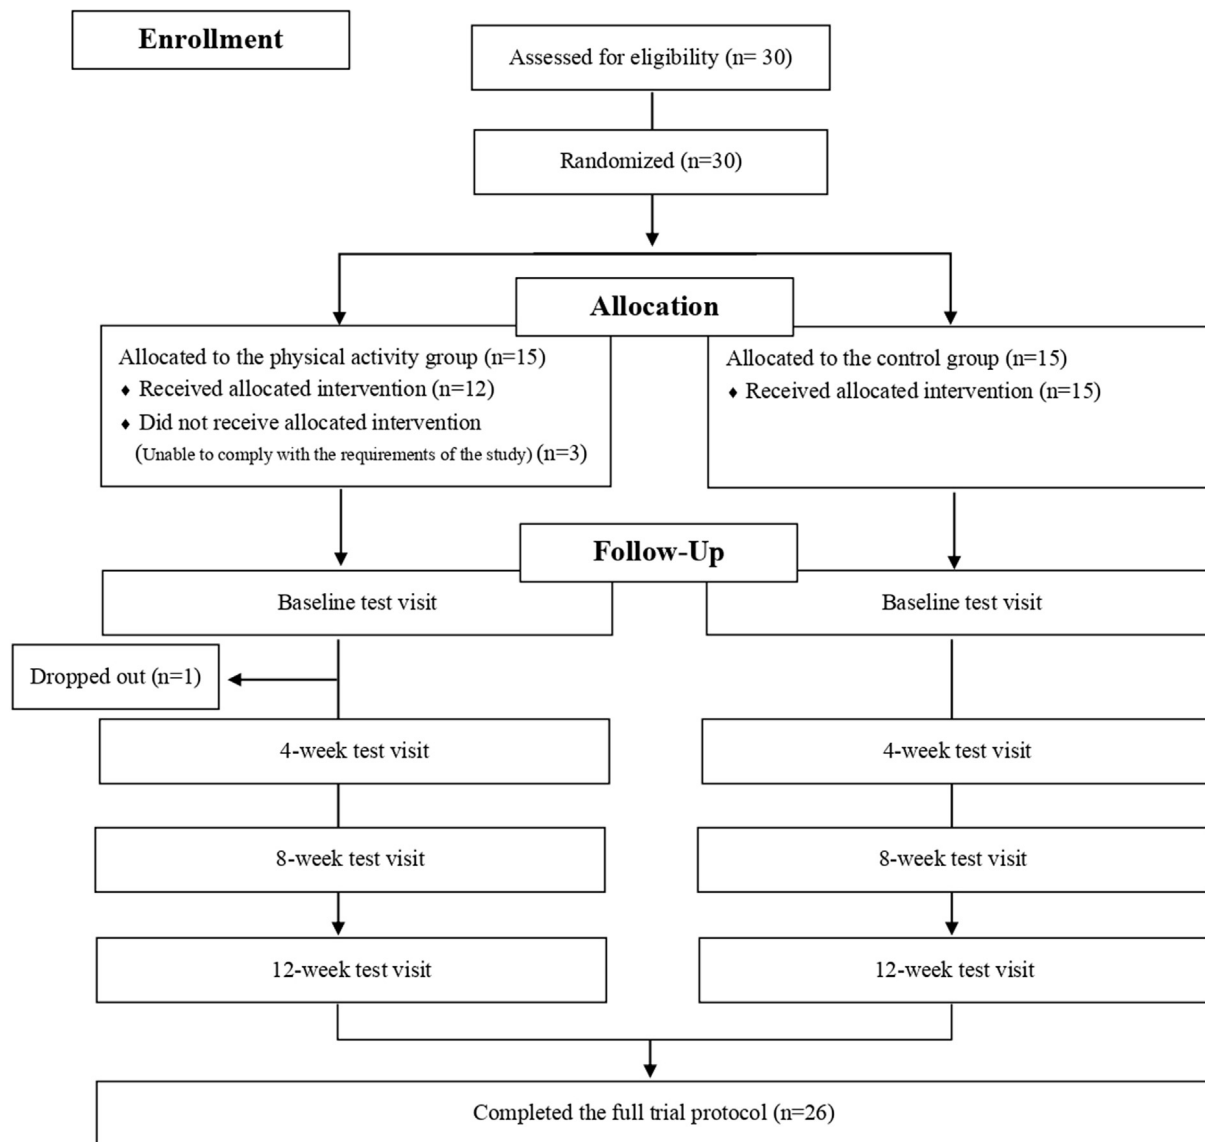 Enrollment
Assessed for eligibility (n= 30)
Randomized (n=30)
Allocation
Allocated to the physical activity group (n=15)
♦ Received allocated intervention (n=12)
♦ Did not receive allocated intervention
(Unable to comply with the requirements of the study) (n=3)
Allocated to the control group (n=15)
♦ Received allocated intervention (n=15)
Follow-Up
Baseline test visit
Baseline test visit
Dropped out (n=1)
4-week test visit
4-week test visit
8-week test visit
8-week test visit
12-week test visit
12-week test visit
Completed the full trial protocol (n=26)